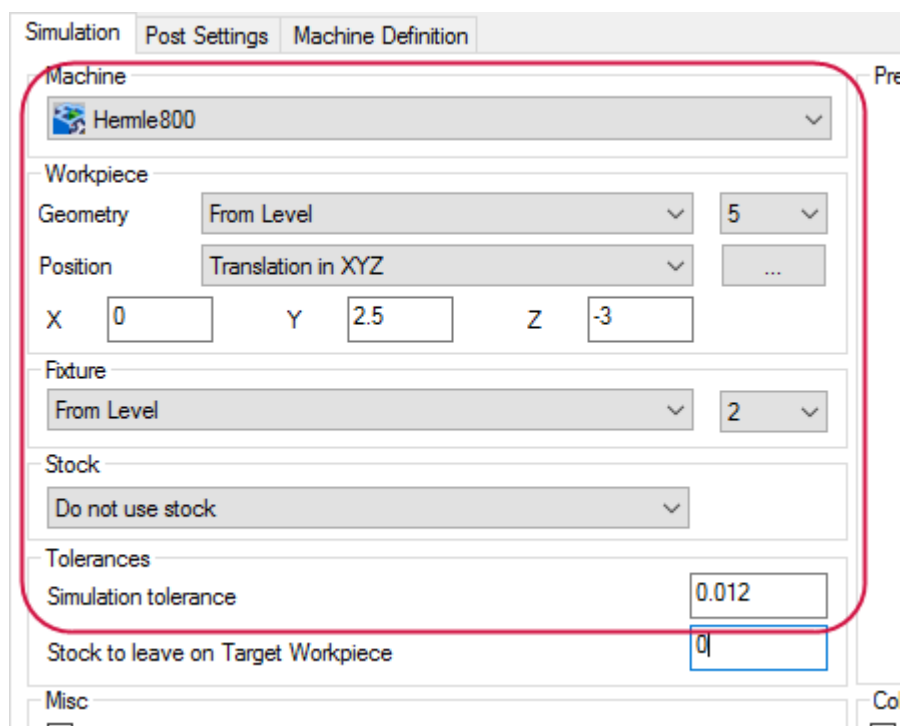 Simulation Post Settings Machine Definition
Machine Pre
Hermle800
Workpiece
Geometry From Level 5
Position Translation in XYZ ...
X 0 Y 2.5 Z -3
Fixture
From Level 2
Stock
Do not use stock
Tolerances
Simulation tolerance 0.012
Stock to leave on Target Workpiece 0
Misc Col